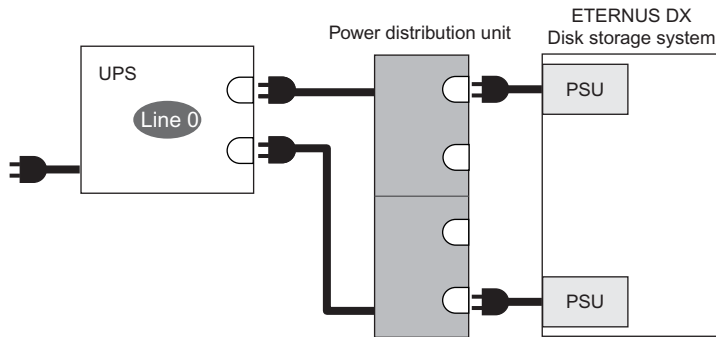 ETERNUS DX
Disk storage system
Power distribution unit
UPS
Line 0
PSU
PSU